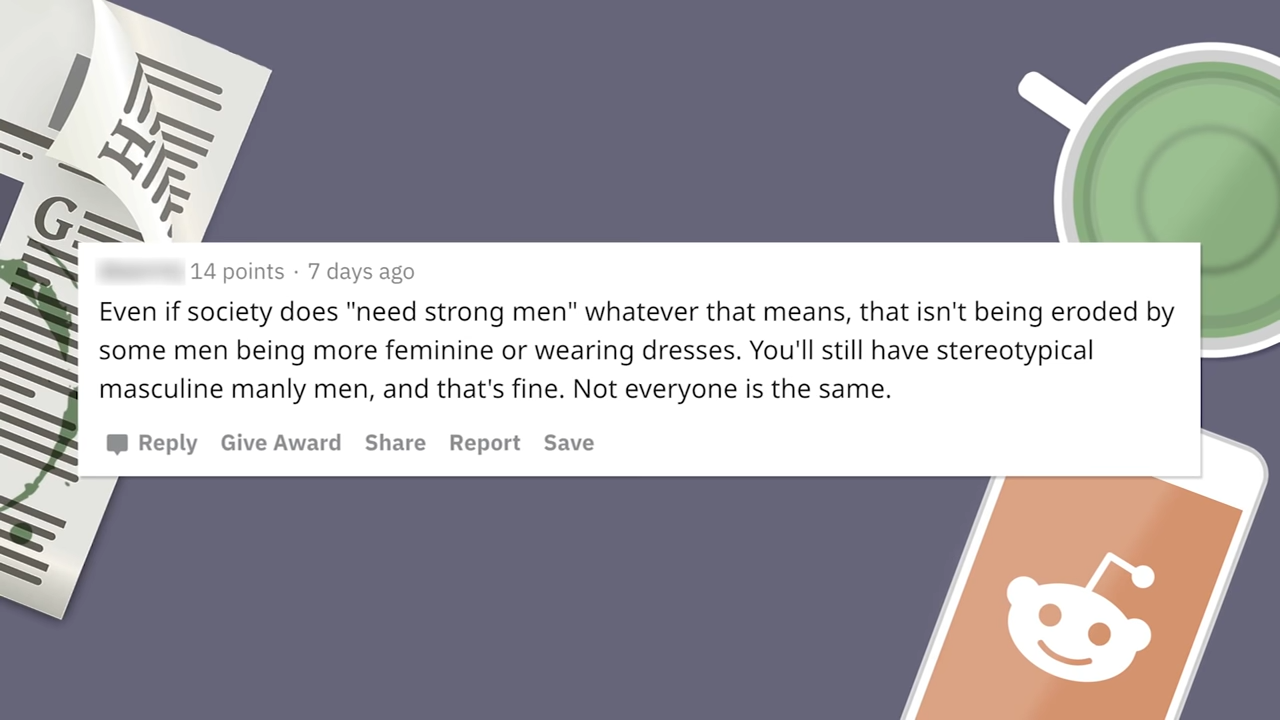 H
G
14 points · 7 days ago
Even if society does "need strong men" whatever that means, that isn't being eroded by
some men being more feminine or wearing dresses. You'll still have stereotypical
masculine manly men, and that's fine. Not everyone is the same.
Reply Give Award Share Report Save